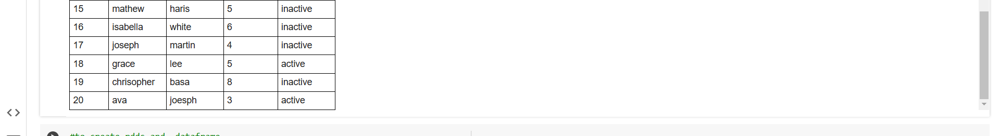 15 mathew haris 5 inactive
16 isabella white 6 inactive
17 joseph martin 4 inactive
18 grace lee 5 active
19 chrisopher basa 8 inactive
20 ava joesph 3 active
#to create rdds and dataframe